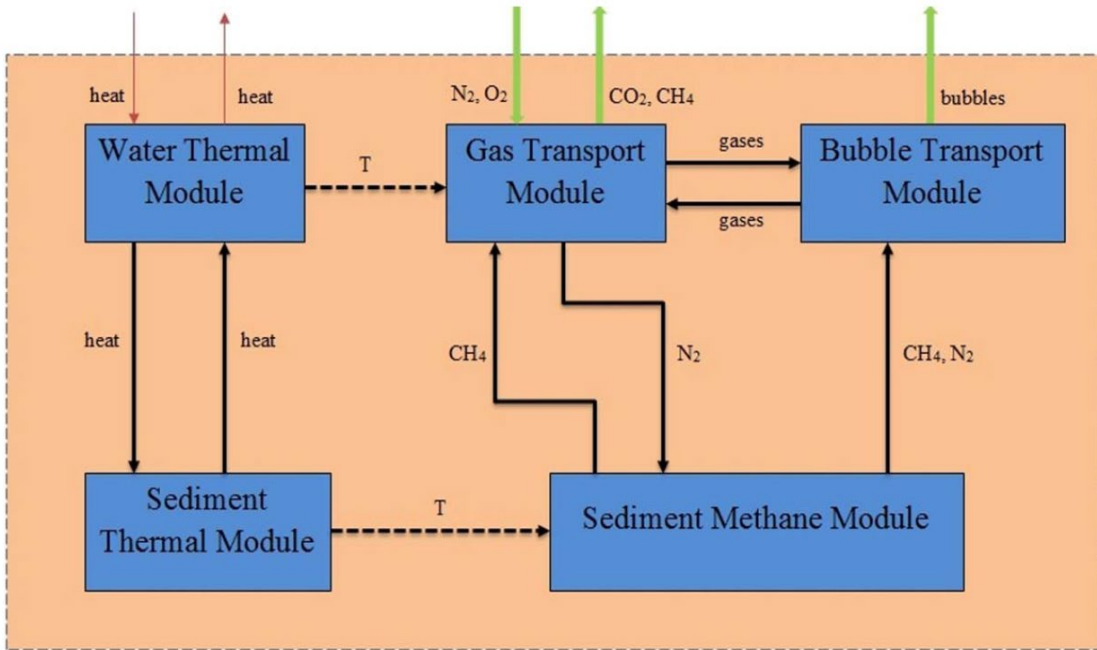 heat
heat
N₂, O₂
CO₂, CH₄
bubbles
Water Thermal
Module
T
Gas Transport
Module
gases
gases
Bubble Transport
Module
heat
heat
CH₄
N₂
CH₄, N₂
Sediment
Thermal Module
T
Sediment Methane Module